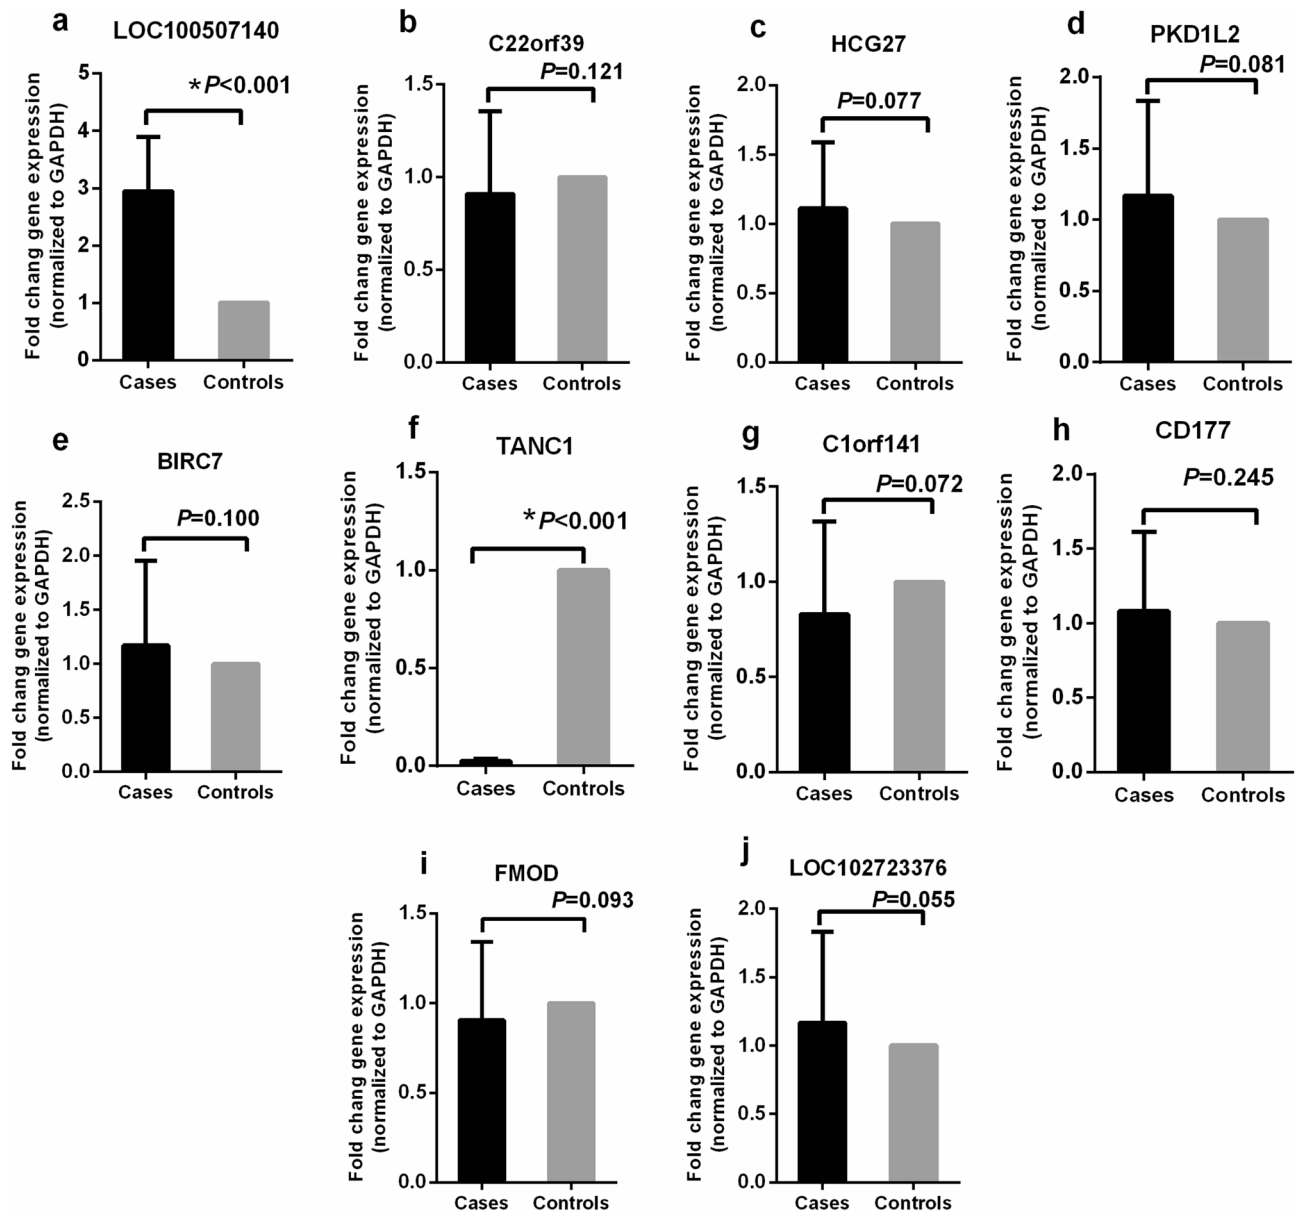 a
LOC100507140
*P<0.001
Fold chang gene expression
(normalized to GAPDH)
5
4
3
2
1
0
Cases
Controls
b
C22orf39
P=0.121
Fold chang gene expression
(normalized to GAPDH)
1.5
1.0
0.5
0.0
Cases
Controls
c
HCG27
P=0.077
Fold chang gene expression
(normalized to GAPDH)
2.0
1.5
1.0
0.5
0.0
Cases
Controls
d
PKD1L2
P=0.081
Fold chang gene expression
(normalized to GAPDH)
2.0
1.5
1.0
0.5
0.0
Cases
Controls
e
BIRC7
P=0.100
Fold chang gene expression
(normalized to GAPDH)
2.5
2.0
1.5
1.0
0.5
0.0
Cases
Controls
f
TANC1
*P<0.001
Fold chang gene expression
(normalized to GAPDH)
1.5
1.0
0.5
0.0
Cases
Controls
g
C1orf141
P=0.072
Fold chang gene expression
(normalized to GAPDH)
1.5
1.0
0.5
0.0
Cases
Controls
h
CD177
P=0.245
Fold chang gene expression
(normalized to GAPDH)
2.0
1.5
1.0
0.5
0.0
Cases
Controls
i
FMOD
P=0.093
Fold chang gene expression
(normalized to GAPDH)
1.5
1.0
0.5
0.0
Cases
Controls
j
LOC102723376
P=0.055
Fold chang gene expression
(normalized to GAPDH)
2.0
1.5
1.0
0.5
0.0
Cases
Controls